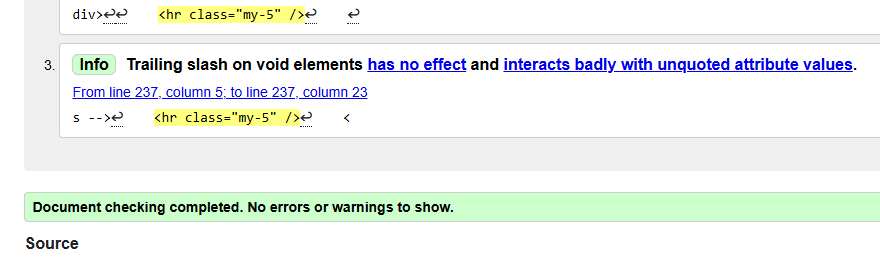 div>↩↩ <hr class="my-5" />↩ ↩
3. Info Trailing slash on void elements has no effect and interacts badly with unquoted attribute values.
From line 237, column 5; to line 237, column 23
s -->↩ <hr class="my-5" />↩ <
Document checking completed. No errors or warnings to show.
Source